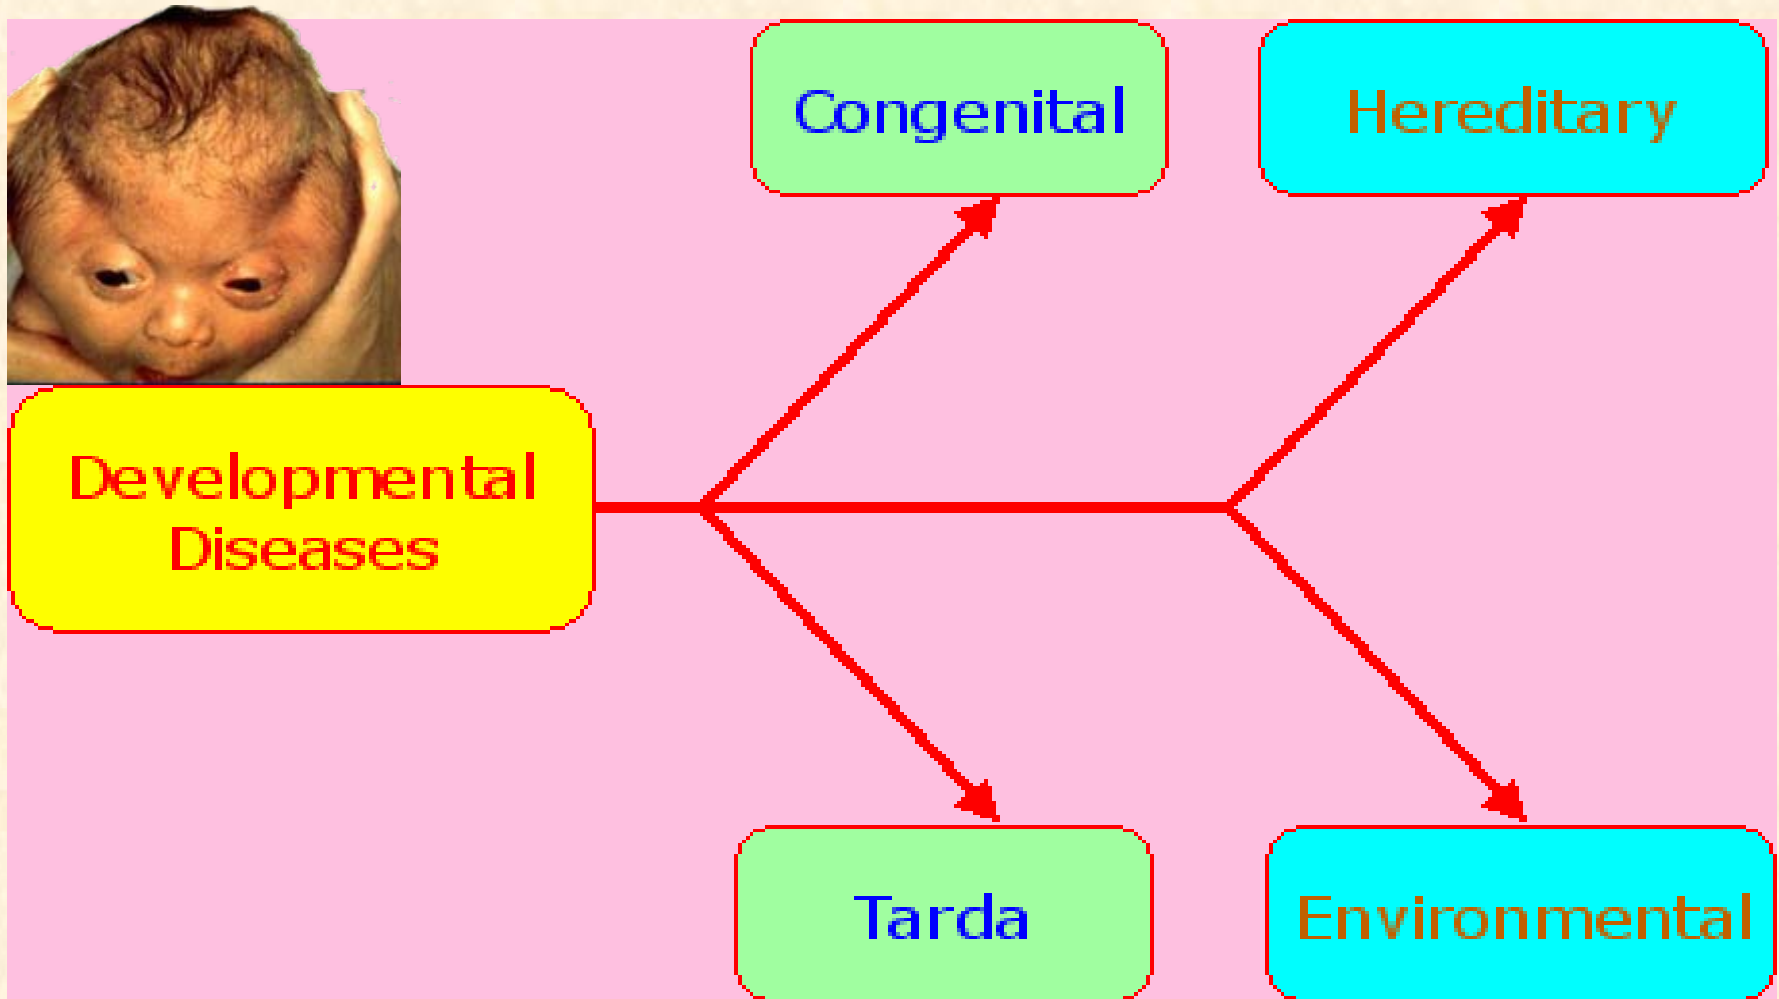 Congenital
Hereditary
Developmental
Diseases
Tarda
Environmental